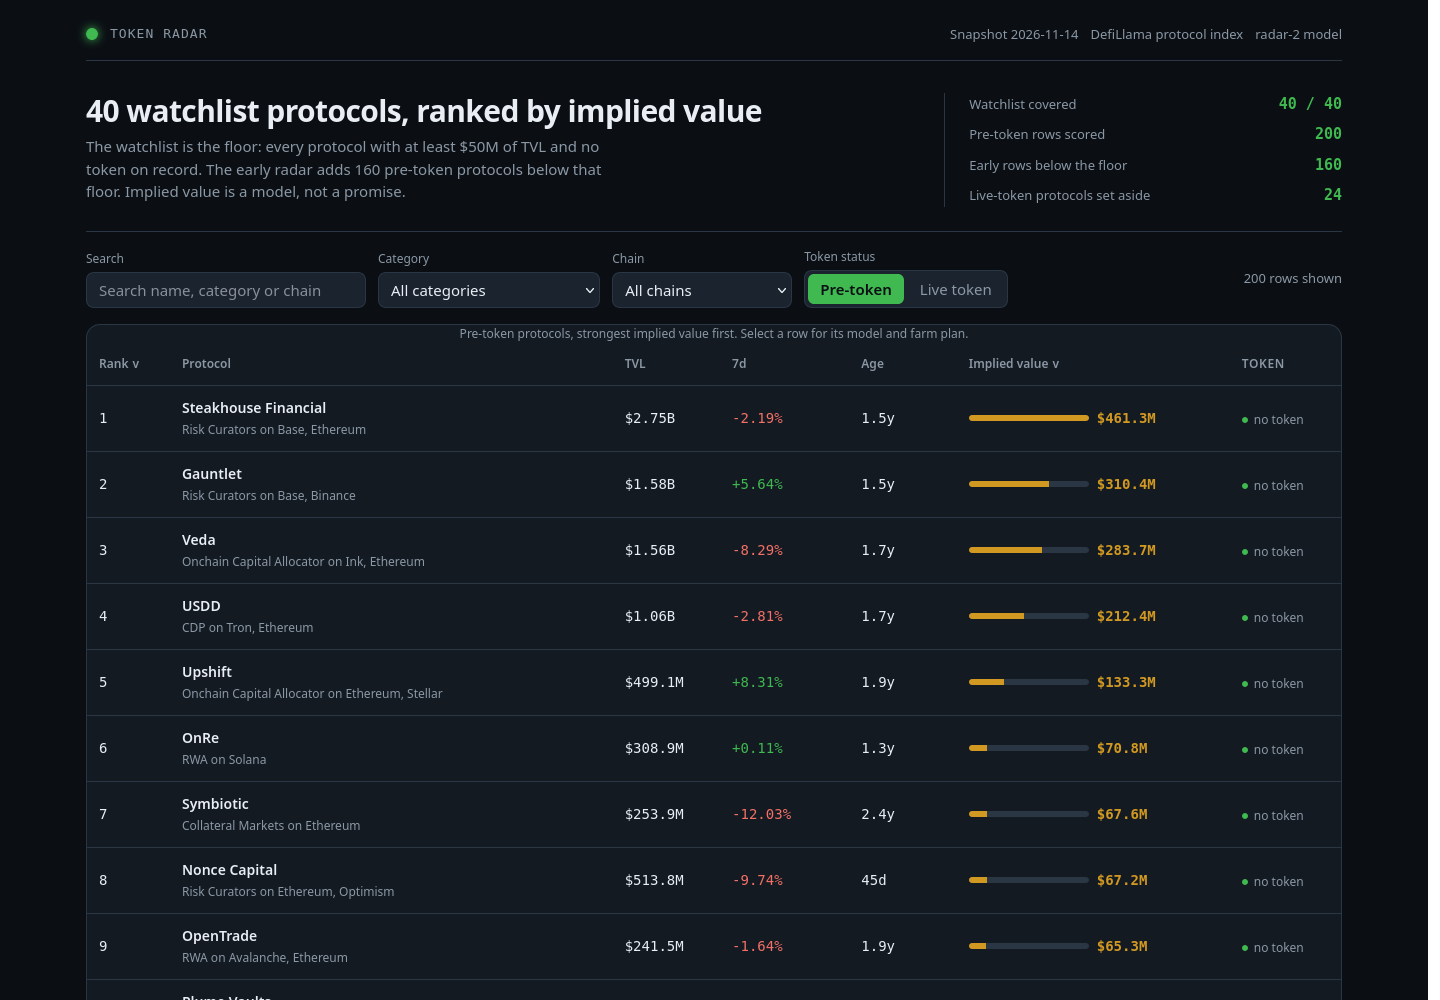 TOKEN RADAR
Snapshot 2026-11-14 DefiLlama protocol index radar-2 model
40 watchlist protocols, ranked by implied value
The watchlist is the floor: every protocol with at least $50M of TVL and no
token on record. The early radar adds 160 pre-token protocols below that
floor. Implied value is a model, not a promise.
Watchlist covered 40 / 40
Pre-token rows scored 200
Early rows below the floor 160
Live-token protocols set aside 24
Search Category Chain Token status
Search name, category or chain All categories All chains Pre-token Live token 200 rows shown
Pre-token protocols, strongest implied value first. Select a row for its model and farm plan.
Rank v Protocol TVL 7d Age Implied value v TOKEN
1 Steakhouse Financial $2.75B -2.19% 1.5y $461.3M no token
Risk Curators on Base, Ethereum
2 Gauntlet $1.58B +5.64% 1.5y $310.4M no token
Risk Curators on Base, Binance
3 Veda $1.56B -8.29% 1.7y $283.7M no token
Onchain Capital Allocator on Ink, Ethereum
4 USDD $1.06B -2.81% 1.7y $212.4M no token
CDP on Tron, Ethereum
5 Upshift $499.1M +8.31% 1.9y $133.3M no token
Onchain Capital Allocator on Ethereum, Stellar
6 OnRe $308.9M +0.11% 1.3y $70.8M no token
RWA on Solana
7 Symbiotic $253.9M -12.03% 2.4y $67.6M no token
Collateral Markets on Ethereum
8 Nonce Capital $513.8M -9.74% 45d $67.2M no token
Risk Curators on Ethereum, Optimism
9 OpenTrade $241.5M -1.64% 1.9y $65.3M no token
RWA on Avalanche, Ethereum